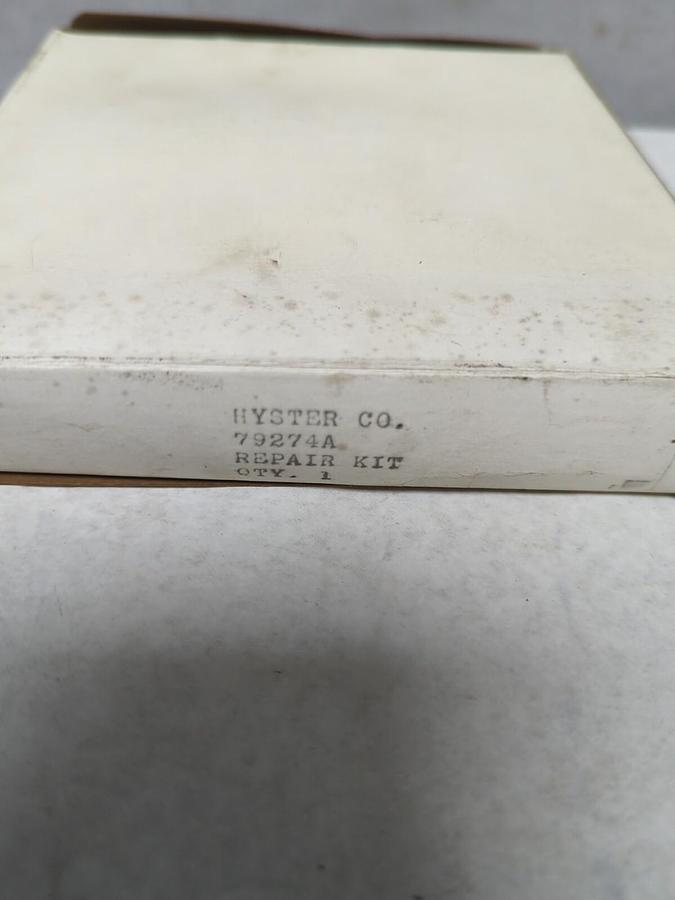 HYSTER CO.
79274A
REPAIR KIT
QTY. 1